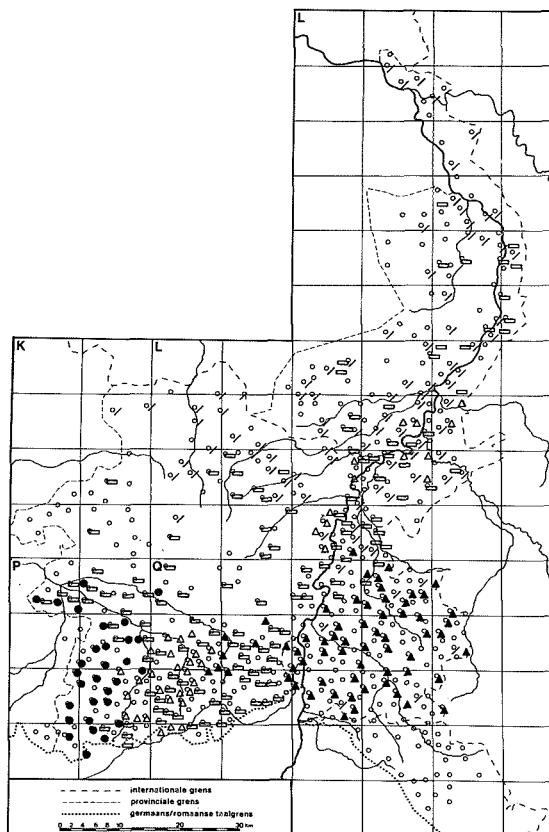 L
K L
P Q
internationale grens
provinciale grens
germaans/romaanse taalgrens
0 2 4 6 8 10 20 30 km